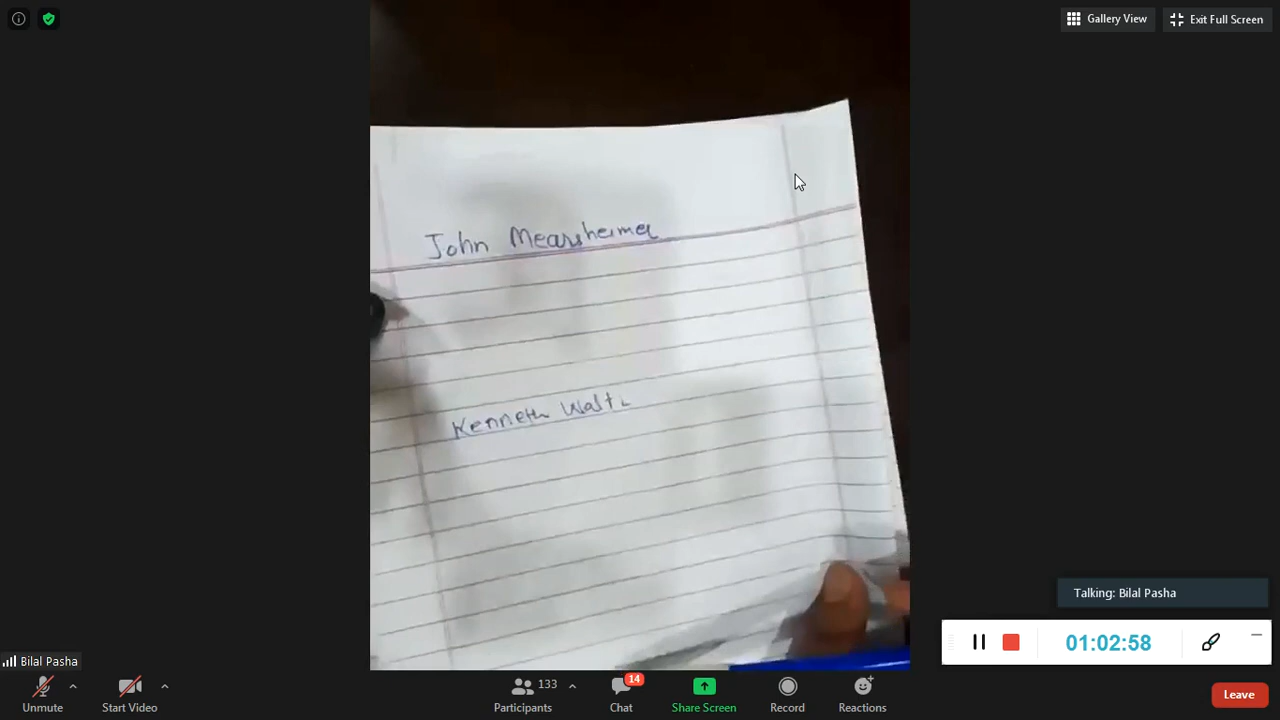 Gallery View
Exit Full Screen
John Mearsheimer
Kenneth Waltz
Talking: Bilal Pasha
01:02:58
Bilal Pasha
Unmute
Start Video
133
Participants
14
Chat
Share Screen
Record
Reactions
Leave